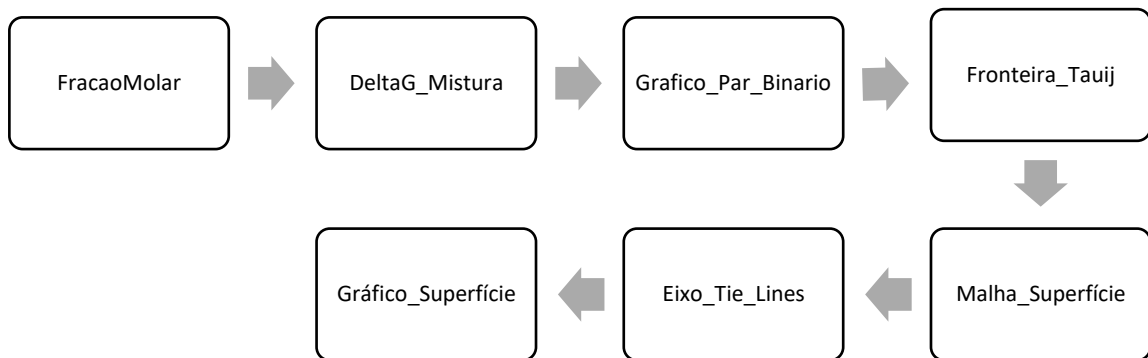 FracaoMolar
DeltaG_Mistura
Grafico_Par_Binario
Fronteira_Tauij
Malha_Superfície
Eixo_Tie_Lines
Gráfico_Superfície